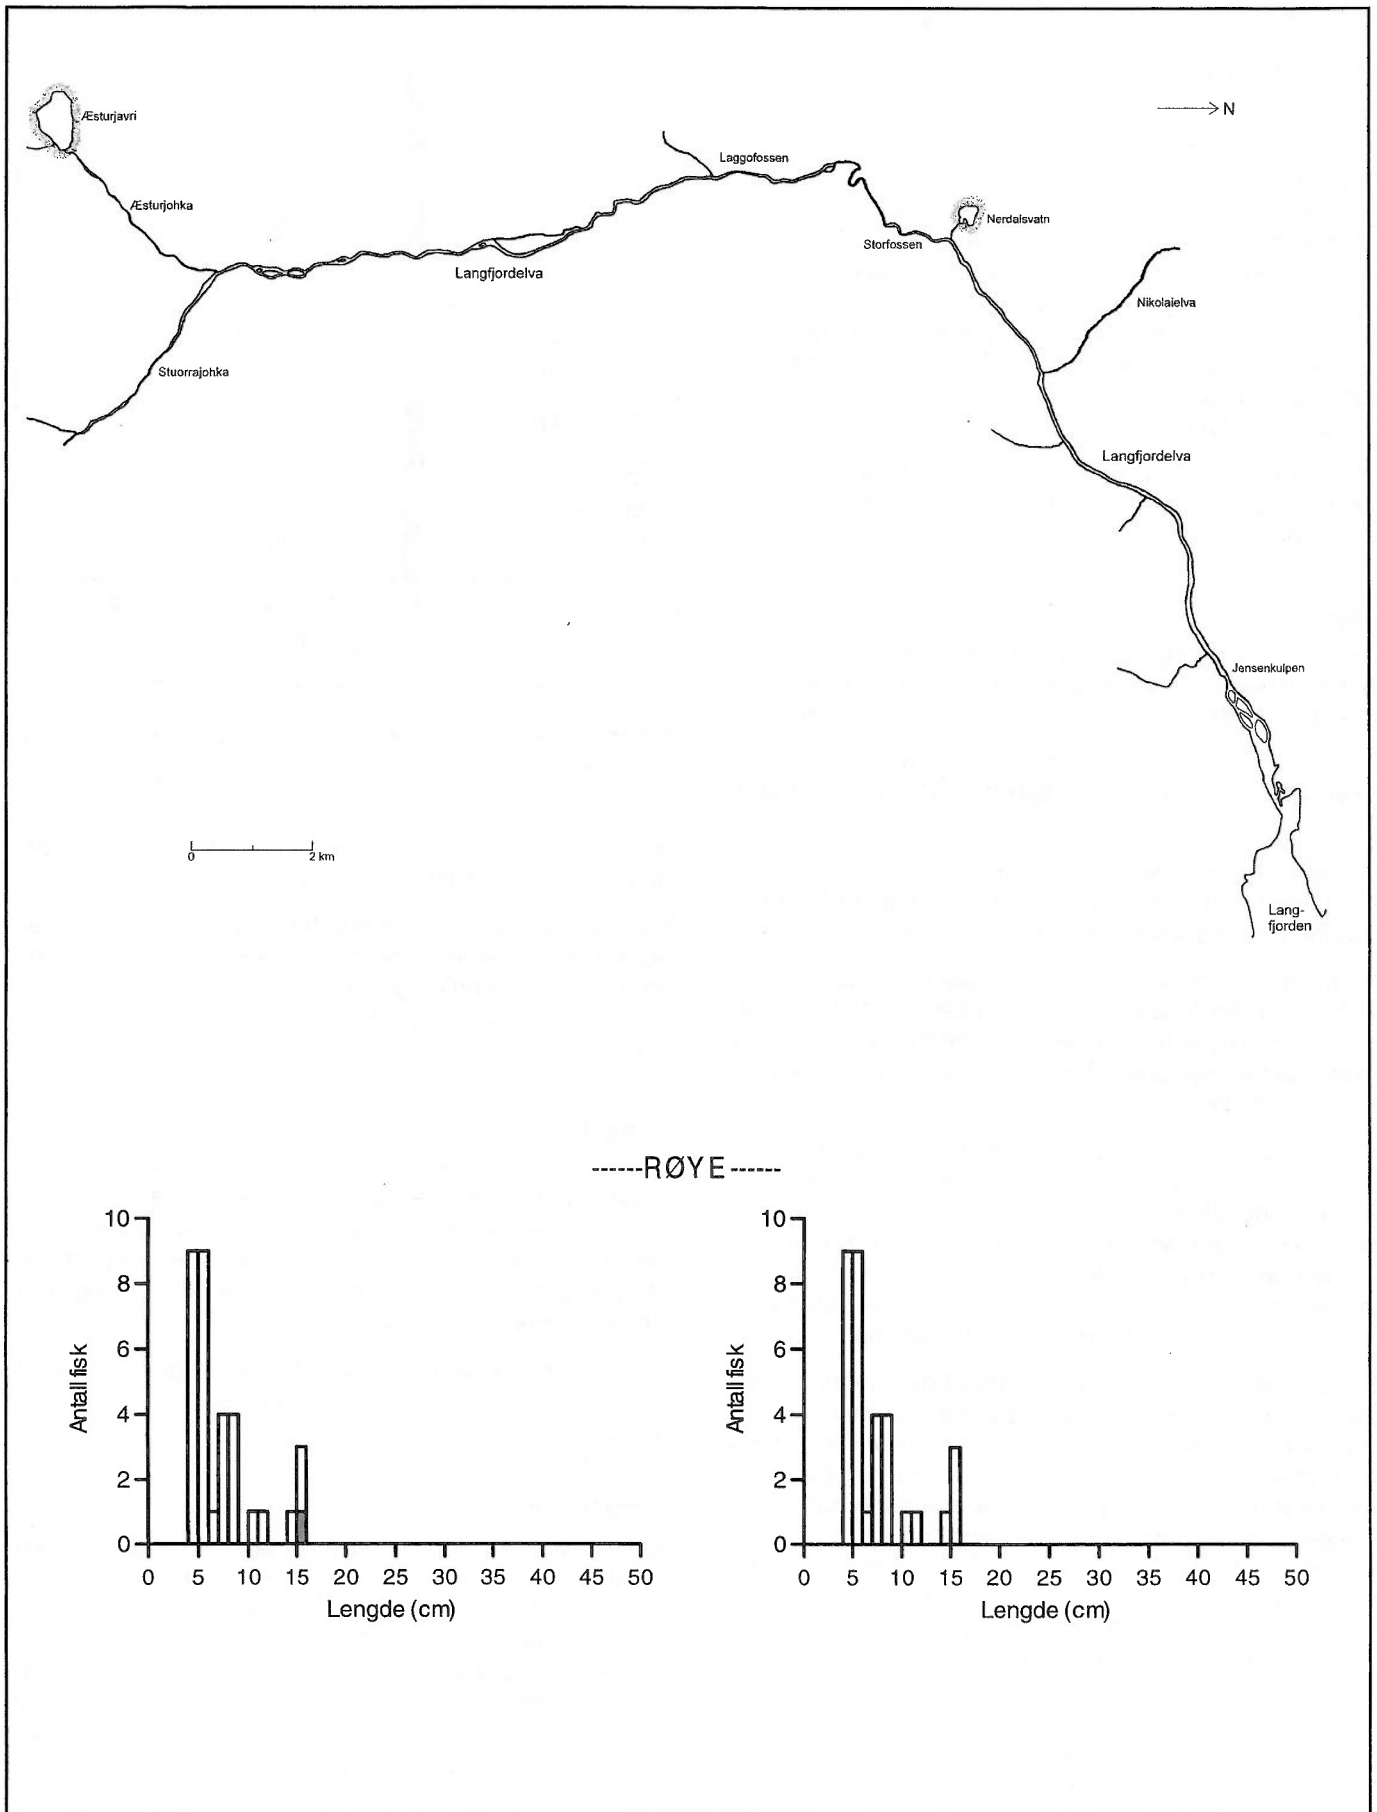 Æsturjavri
N
Laggofossen
Æsturjohka
Nerdalsvatn
Storfossen
Langfjordelva
Nikolaielva
Stuorrajohka
Langfjordelva
Jensenkulpen
0 2 km
Lang-
fjorden
------RØYE------
10
8
6
4
2
0
Antall fisk
0 5 10 15 20 25 30 35 40 45 50
Lengde (cm)
10
8
6
4
2
0
Antall fisk
0 5 10 15 20 25 30 35 40 45 50
Lengde (cm)